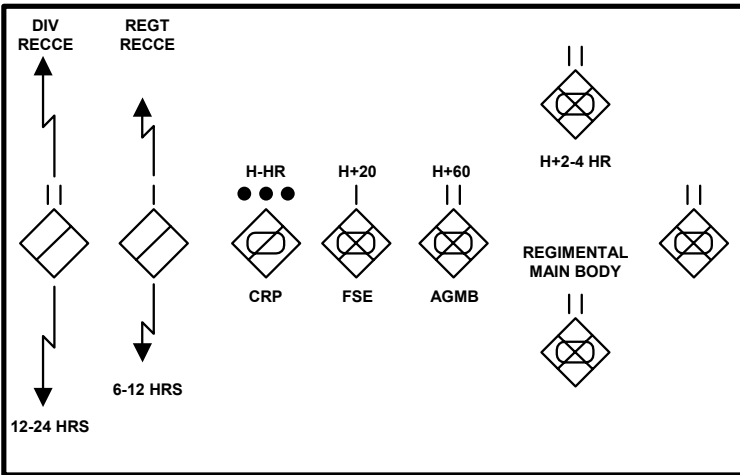 DIV
RECCE
REGT
RECCE
H-HR
H+20
H+60
H+2-4 HR
CRP
FSE
AGMB
REGIMENTAL
MAIN BODY
6-12 HRS
12-24 HRS